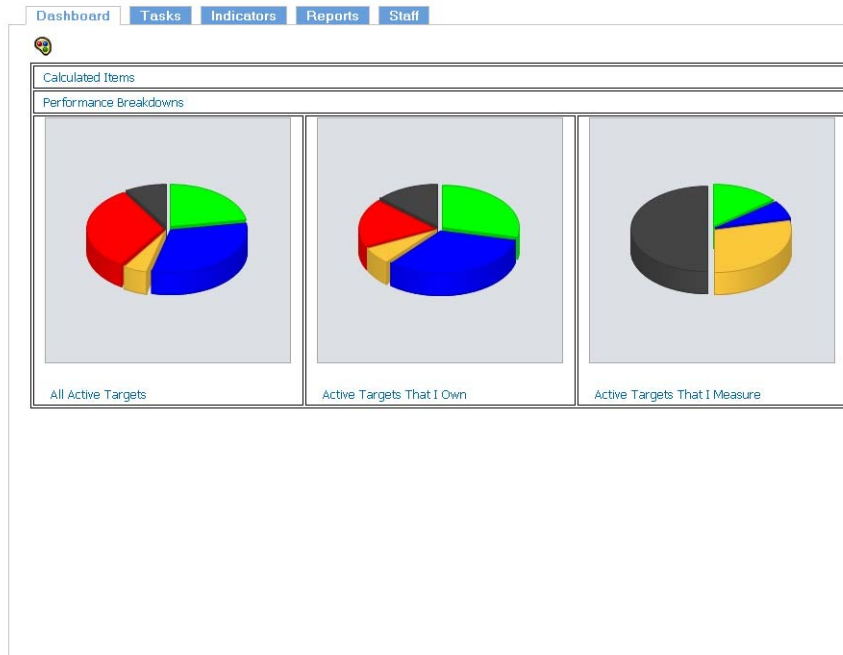 Dashboard Tasks Indicators Reports Staff
Calculated Items
Performance Breakdowns
All Active Targets Active Targets That I Own Active Targets That I Measure